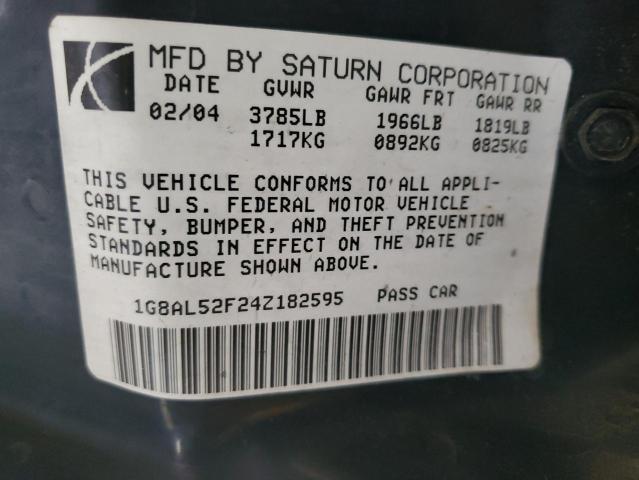 MFD BY SATURN CORPORATION
DATE GVWR GAWR FRT GAWR RR
02/04 3785LB 1966LB 1819LB
1717KG 0892KG 0825KG
THIS VEHICLE CONFORMS TO ALL APPLI-
CABLE U.S. FEDERAL MOTOR VEHICLE
SAFETY, BUMPER, AND THEFT PREVENTION
STANDARDS IN EFFECT ON THE DATE OF
MANUFACTURE SHOWN ABOVE.
1G8AL52F24Z182595 PASS CAR